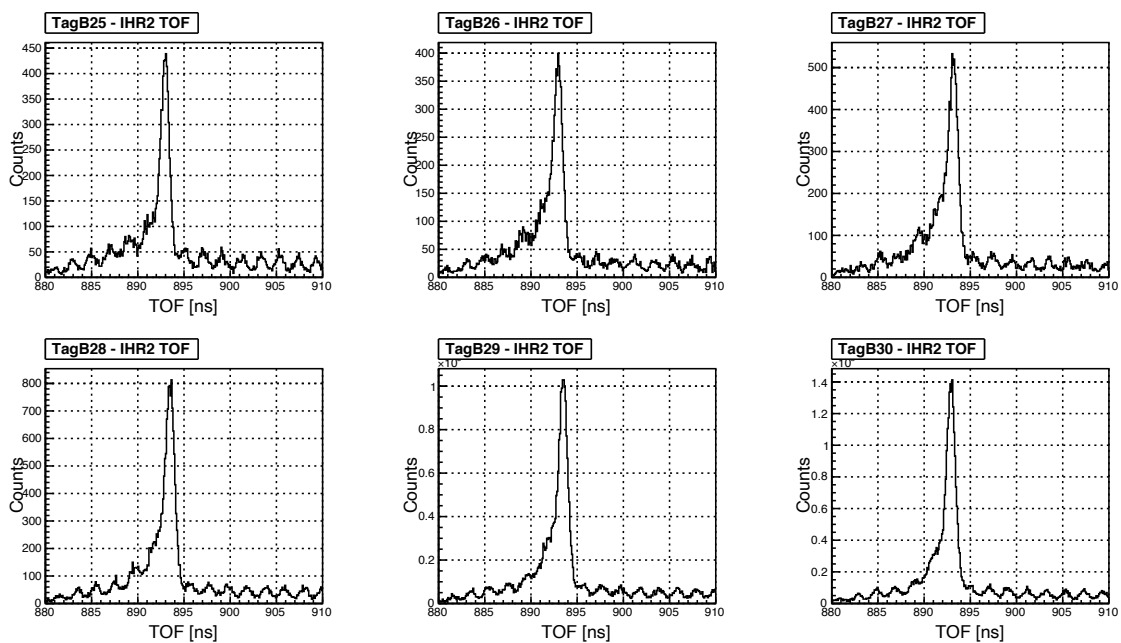 TagB25 - IHR2 TOF
Counts
450
400
350
300
250
200
150
100
50
0
880 885 890 895 900 905 910
TOF [ns]
TagB26 - IHR2 TOF
Counts
400
350
300
250
200
150
100
50
0
880 885 890 895 900 905 910
TOF [ns]
TagB27 - IHR2 TOF
Counts
500
400
300
200
100
0
880 885 890 895 900 905 910
TOF [ns]
TagB28 - IHR2 TOF
Counts
800
700
600
500
400
300
200
100
0
880 885 890 895 900 905 910
TOF [ns]
TagB29 - IHR2 TOF
Counts
1
0.8
0.6
0.4
0.2
0
880 885 890 895 900 905 910
TOF [ns]
TagB30 - IHR2 TOF
Counts
1.4
1.2
1
0.8
0.6
0.4
0.2
0
880 885 890 895 900 905 910
TOF [ns]